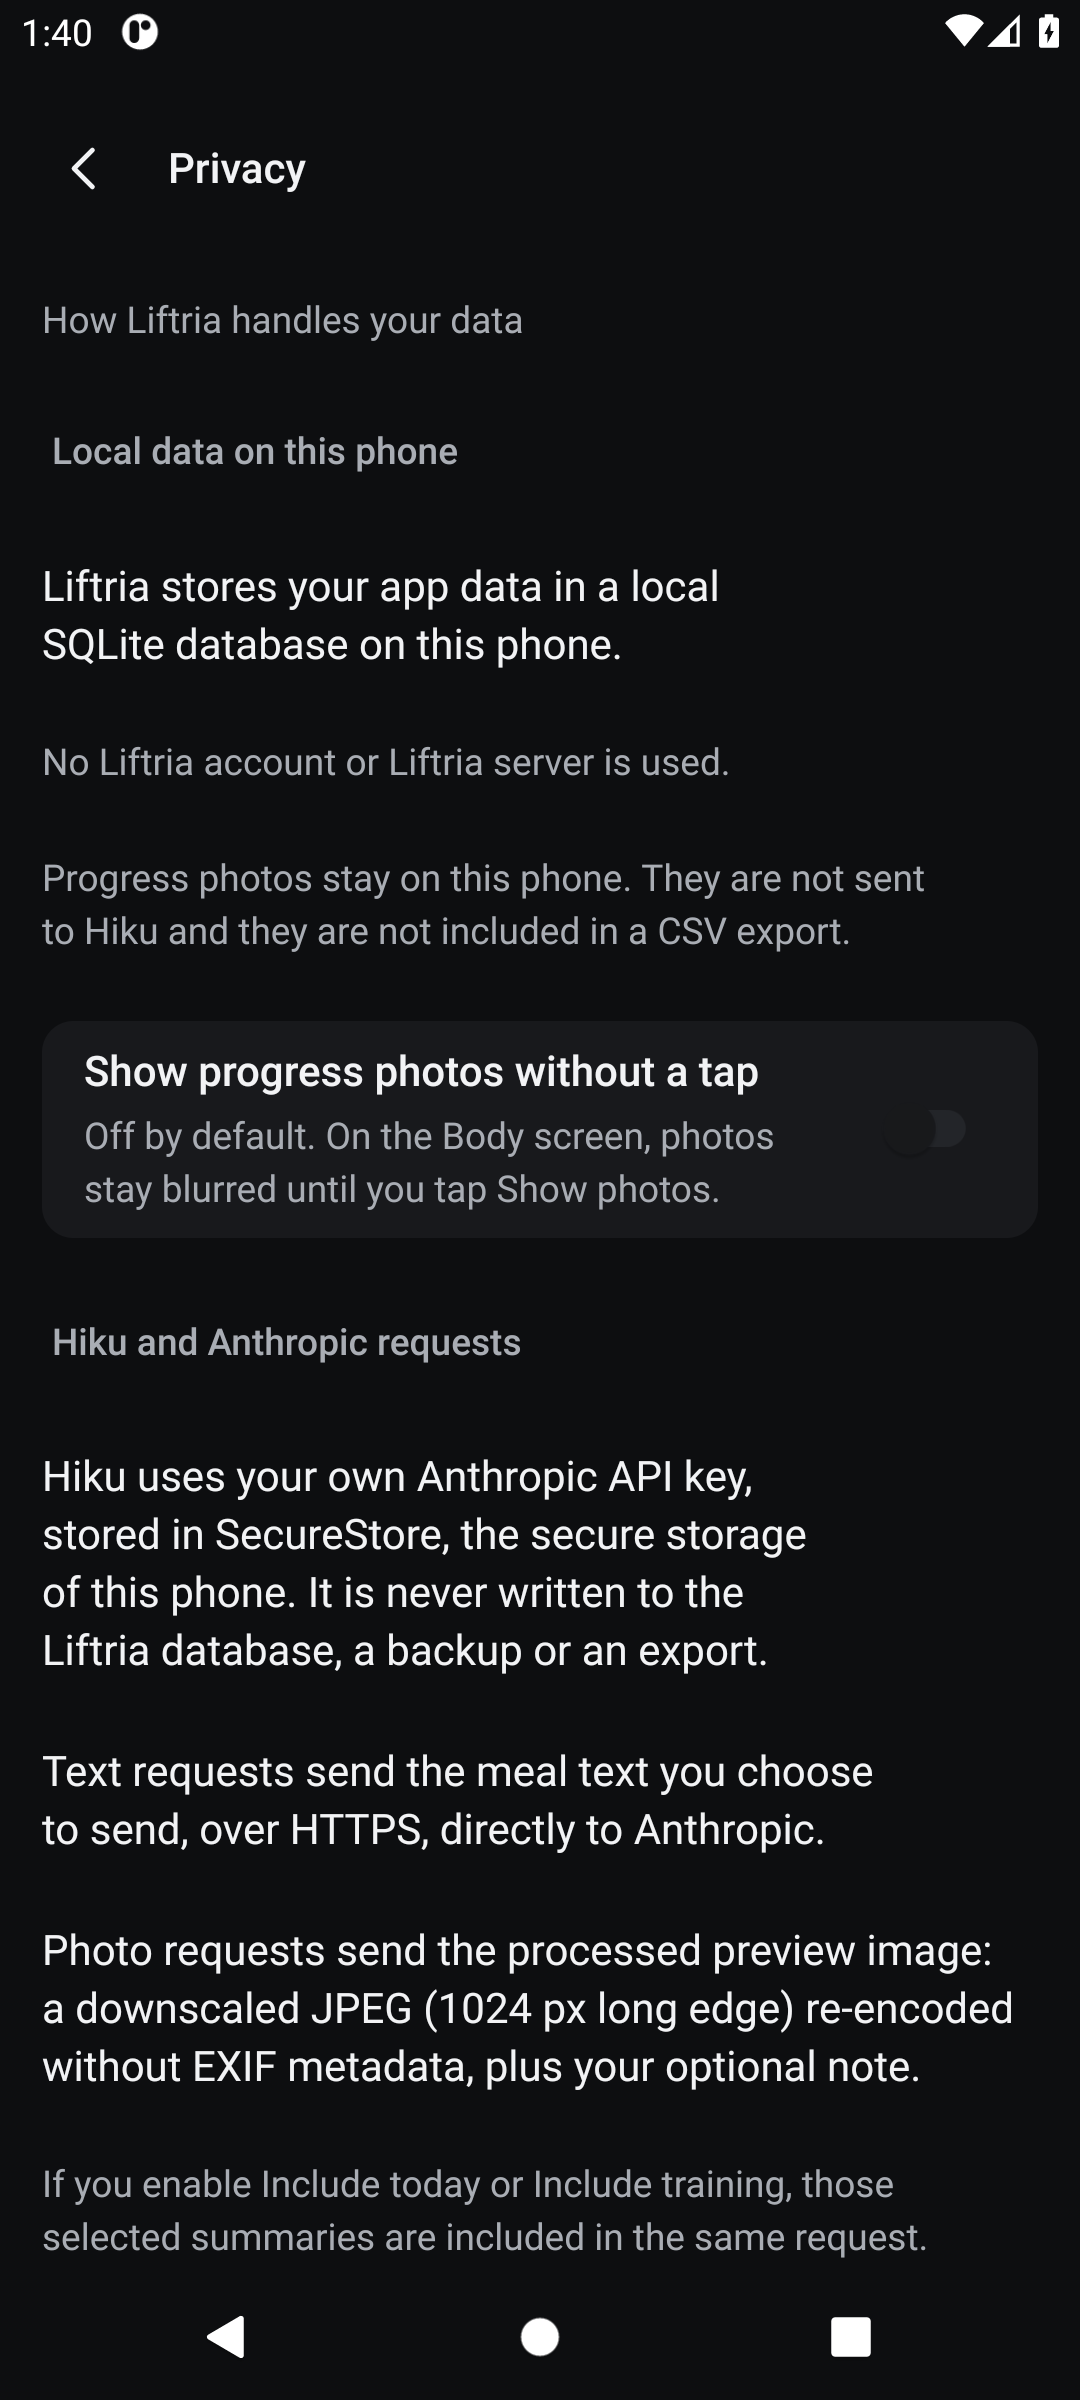 1:40
Privacy
How Liftria handles your data
Local data on this phone
Liftria stores your app data in a local
SQLite database on this phone.
No Liftria account or Liftria server is used.
Progress photos stay on this phone. They are not sent
to Hiku and they are not included in a CSV export.
Show progress photos without a tap
Off by default. On the Body screen, photos
stay blurred until you tap Show photos.
Hiku and Anthropic requests
Hiku uses your own Anthropic API key,
stored in SecureStore, the secure storage
of this phone. It is never written to the
Liftria database, a backup or an export.
Text requests send the meal text you choose
to send, over HTTPS, directly to Anthropic.
Photo requests send the processed preview image:
a downscaled JPEG (1024 px long edge) re-encoded
without EXIF metadata, plus your optional note.
If you enable Include today or Include training, those
selected summaries are included in the same request.